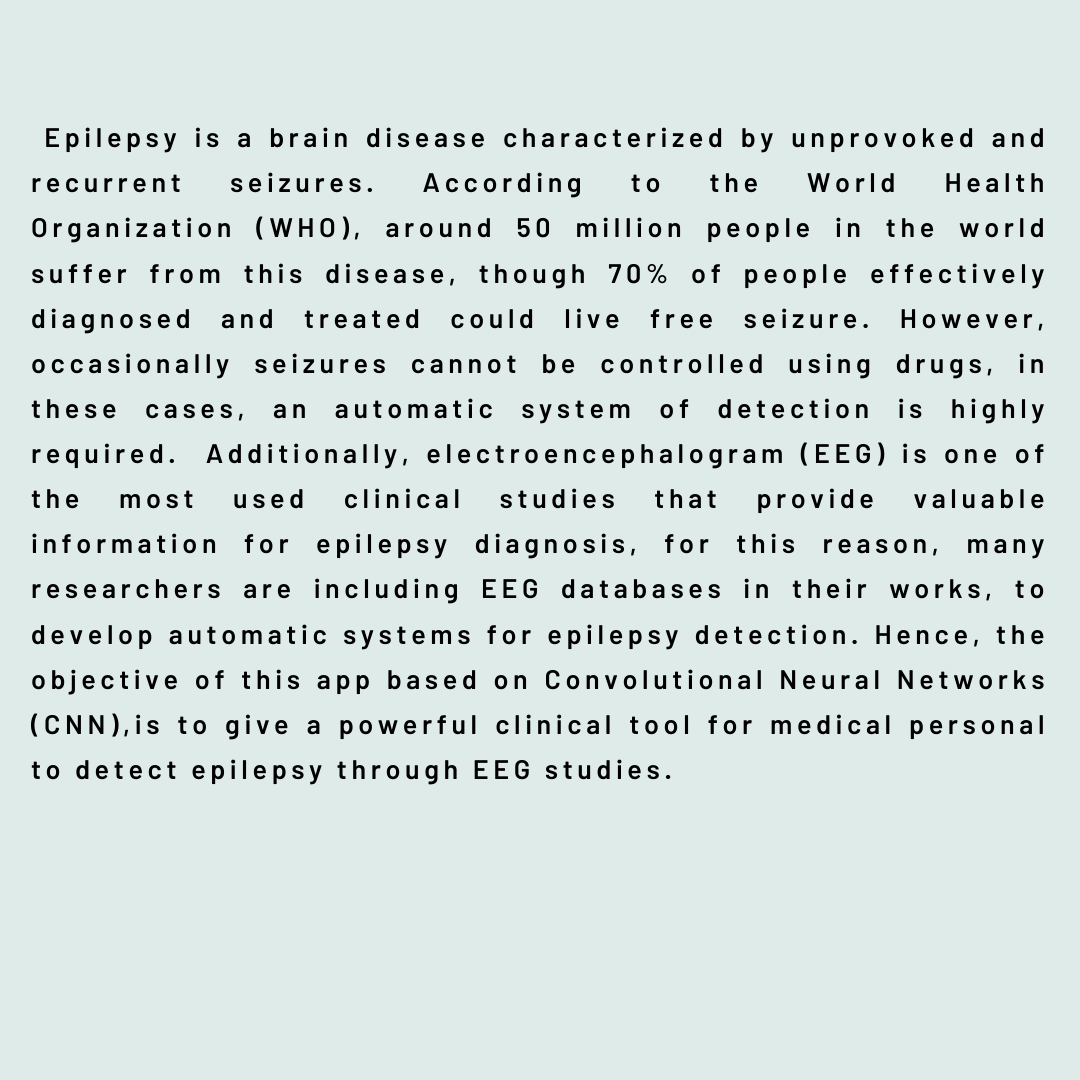 Epilepsy is a brain disease characterized by unprovoked and
recurrent seizures. According to the World Health
Organization (WHO), around 50 million people in the world
suffer from this disease, though 70% of people effectively
diagnosed and treated could live free seizure. However,
occasionally seizures cannot be controlled using drugs, in
these cases, an automatic system of detection is highly
required. Additionally, electroencephalogram (EEG) is one of
the most used clinical studies that provide valuable
information for epilepsy diagnosis, for this reason, many
researchers are including EEG databases in their works, to
develop automatic systems for epilepsy detection. Hence, the
objective of this app based on Convolutional Neural Networks
(CNN),is to give a powerful clinical tool for medical personal
to detect epilepsy through EEG studies.